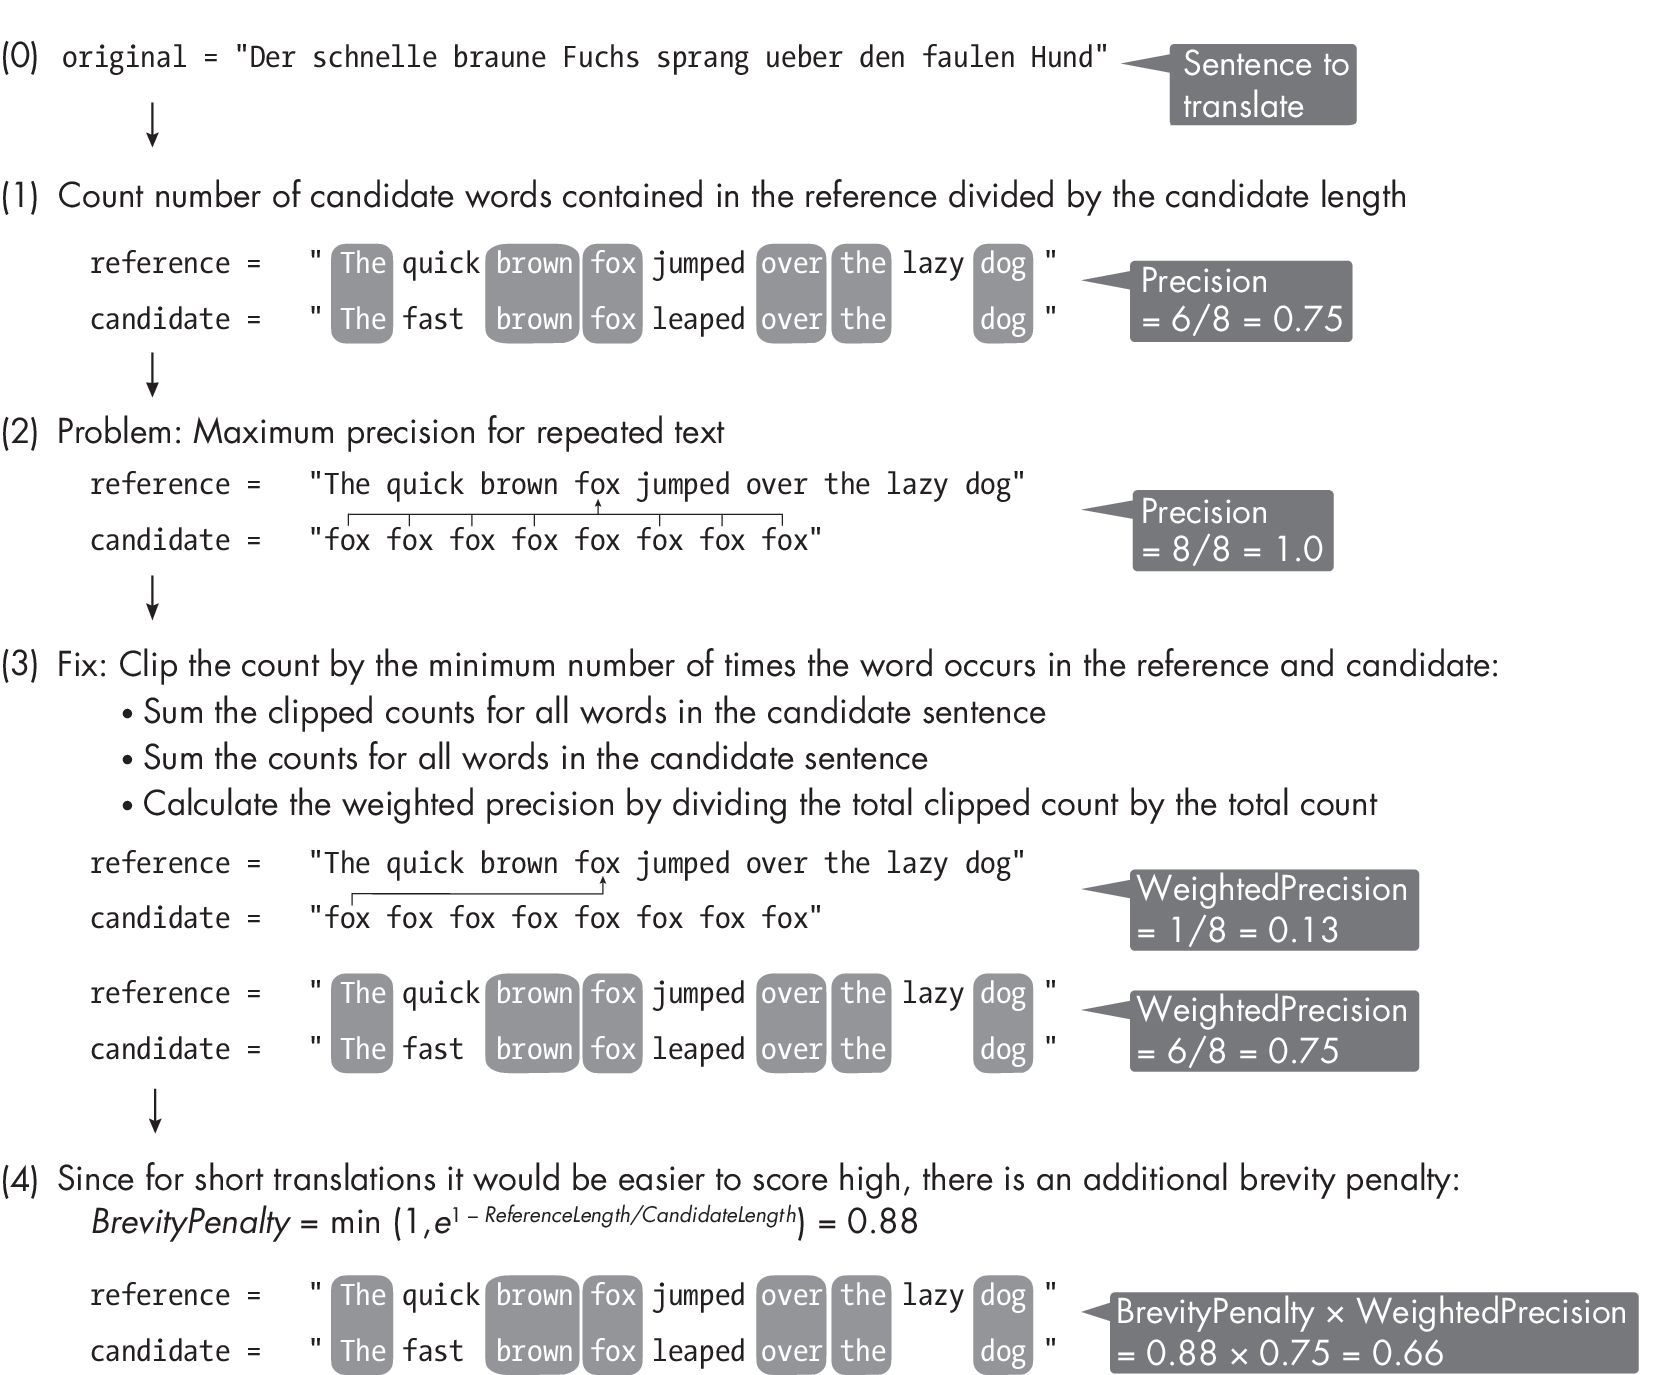 (0) original = "Der schnelle braune Fuchs sprang ueber den faulen Hund"
Sentence to
translate
(1) Count number of candidate words contained in the reference divided by the candidate length
reference = " The quick brown fox jumped over the lazy dog "
candidate = " The fast brown fox leaped over the dog "
Precision
= 6/8 = 0.75
(2) Problem: Maximum precision for repeated text
reference = "The quick brown fox jumped over the lazy dog"
candidate = "fox fox fox fox fox fox fox fox"
Precision
= 8/8 = 1.0
(3) Fix: Clip the count by the minimum number of times the word occurs in the reference and candidate:
• Sum the clipped counts for all words in the candidate sentence
• Sum the counts for all words in the candidate sentence
• Calculate the weighted precision by dividing the total clipped count by the total count
reference = "The quick brown fox jumped over the lazy dog"
candidate = "fox fox fox fox fox fox fox fox"
WeightedPrecision
= 1/8 = 0.13
reference = " The quick brown fox jumped over the lazy dog "
candidate = " The fast brown fox leaped over the dog "
WeightedPrecision
= 6/8 = 0.75
(4) Since for short translations it would be easier to score high, there is an additional brevity penalty:
BrevityPenalty = min (1,e^1 – ReferenceLength/CandidateLength) = 0.88
reference = " The quick brown fox jumped over the lazy dog "
candidate = " The fast brown fox leaped over the dog "
BrevityPenalty × WeightedPrecision
= 0.88 × 0.75 = 0.66